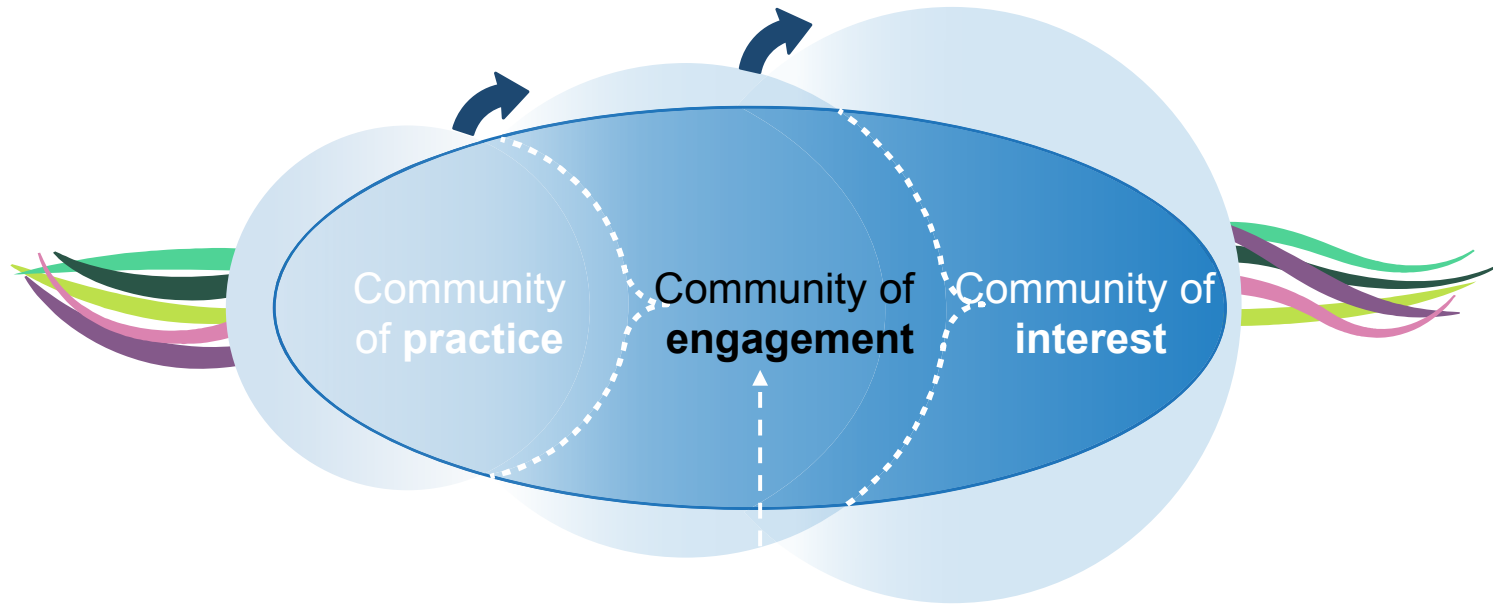 Community
of practice
Community of
engagement
Community of
interest